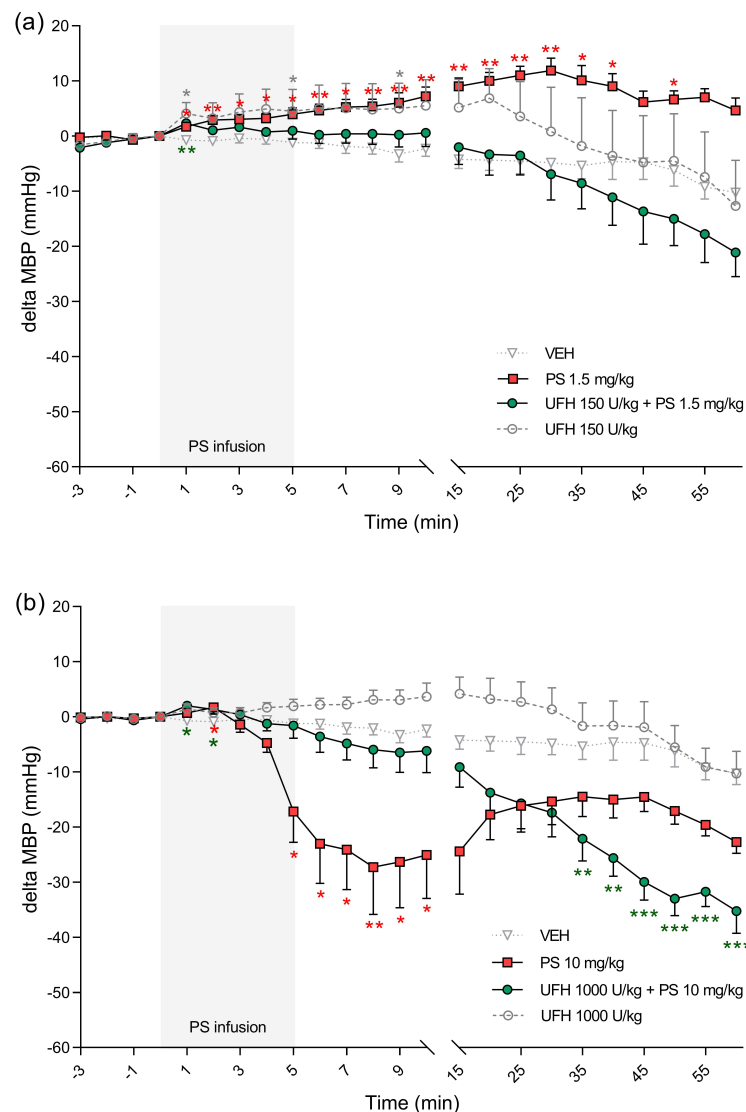 (a)
delta MBP (mmHg)
20
10
0
-10
-20
-30
-40
-50
-60
* * *
** ** ** ** * * *
* ** * * * ** * ** ** **
**
VEH
PS 1.5 mg/kg
UFH 150 U/kg + PS 1.5 mg/kg
UFH 150 U/kg
PS infusion
-3 -1 1 3 5 7 9 15 25 35 45 55
Time (min)
(b)
delta MBP (mmHg)
20
10
0
-10
-20
-30
-40
-50
-60
*
* *
* * * ** * *
** ** *** *** *** ***
VEH
PS 10 mg/kg
UFH 1000 U/kg + PS 10 mg/kg
UFH 1000 U/kg
PS infusion
-3 -1 1 3 5 7 9 15 25 35 45 55
Time (min)